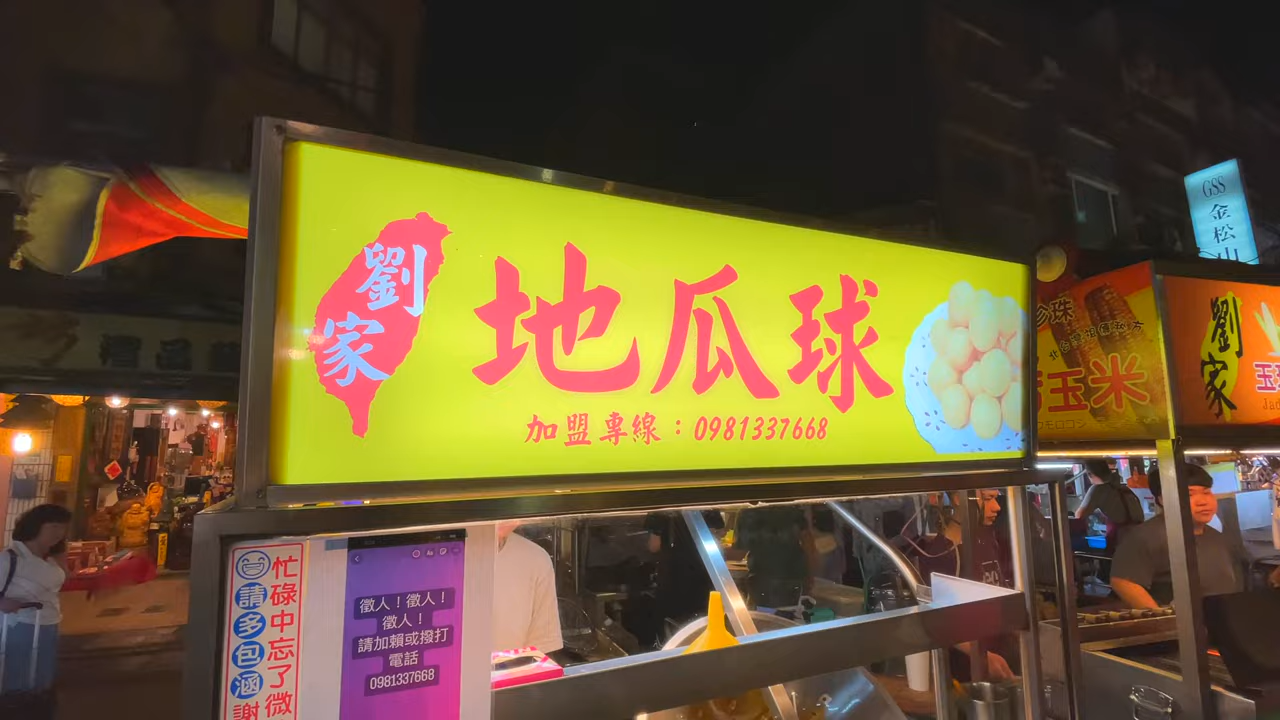 劉家
地瓜球
加盟專線：0981337668
忙碌中忘了微
請多包涵謝
徵人！徵人！
徵人！
請加賴或撥打
電話
0981337668
珍珠
玉米
劉家
GSS
金松山